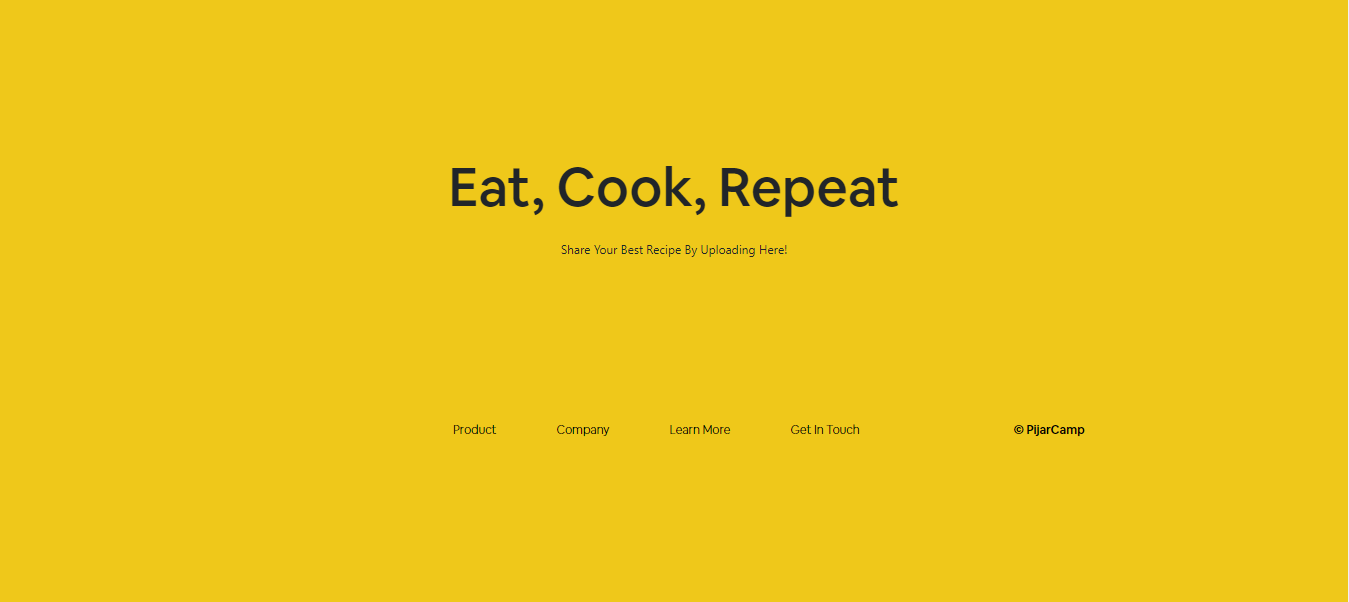 Eat, Cook, Repeat
Share Your Best Recipe By Uploading Here!
Product Company Learn More Get In Touch © PijarCamp